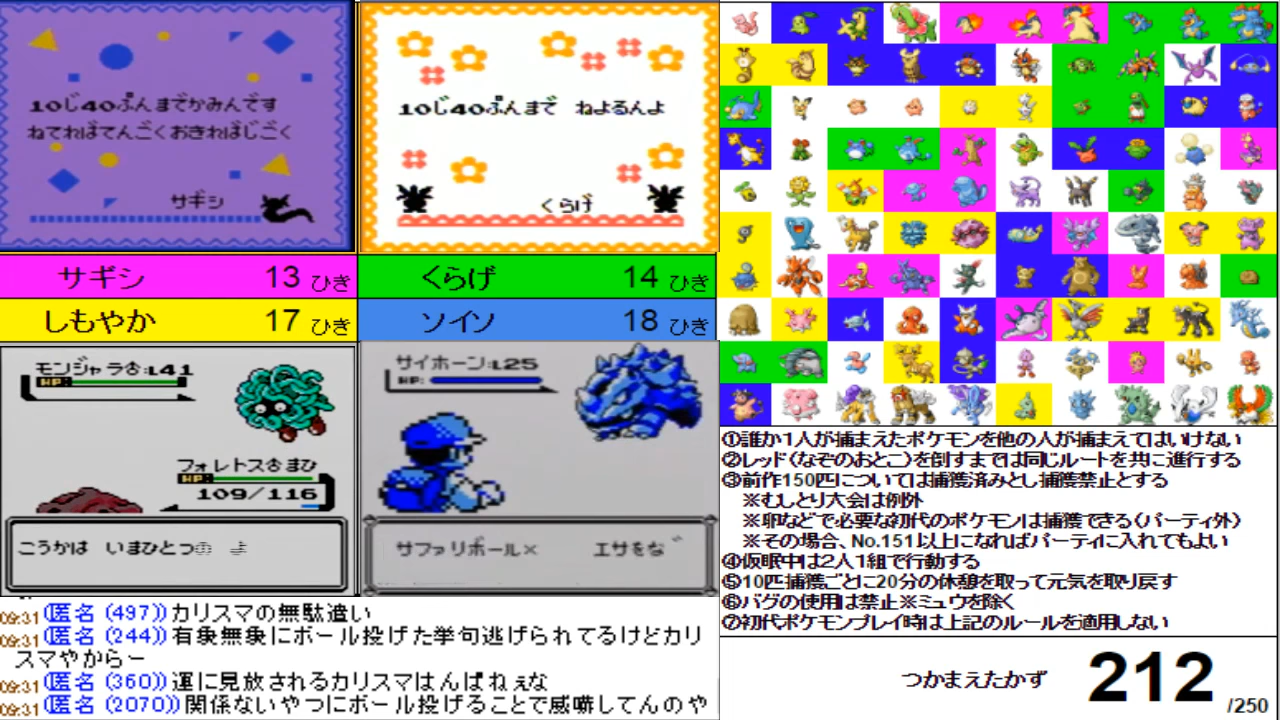 10じ40ぷんまでかみんです
ねてればてんごくおきればじごく
サギシ
10じ40ぷんまで ねよるんよ
くらげ
サギシ 13 ひき
くらげ 14 ひき
しもやか 17 ひき
ソイソ 18 ひき
モンジャラ♂:L41
HP:
フォレトス♂まひ
HP:
109/116
こうかは いまひとつの よ
サイホーン:L25
HP:
サファリボール× エサをな
①誰か1人が捕まえたポケモンを他の人が捕まえてはいけない
②レッド(なぞのおとこ)を倒すまでは同じルートを共に進行する
③前作150匹については捕獲済みとし捕獲禁止とする
※むしとり大会は例外
※卵などで必要な初代のポケモンは捕獲できる(パーティ外)
※その場合、No.151以上になればパーティに入れてもよい
④仮眠中は2人1組で行動する
⑤10匹捕獲ごとに20分の休憩を取って元気を取り戻す
⑥バグの使用は禁止※ミュウを除く
⑦初代ポケモンプレイ時は上記のルールを適用しない
09:31 (匿名 (497)) カリスマの無駄遣い
09:31 (匿名 (244)) 有象無象にボール投げた挙句逃げられてるけどカリ
スマやからー
09:31 (匿名 (360)) 運に見放されるカリスマはんぱねぇな
09:31 (匿名 (2070)) 関係ないやつにボール投げることで威嚇してんのや
つかまえたかず 212 /250